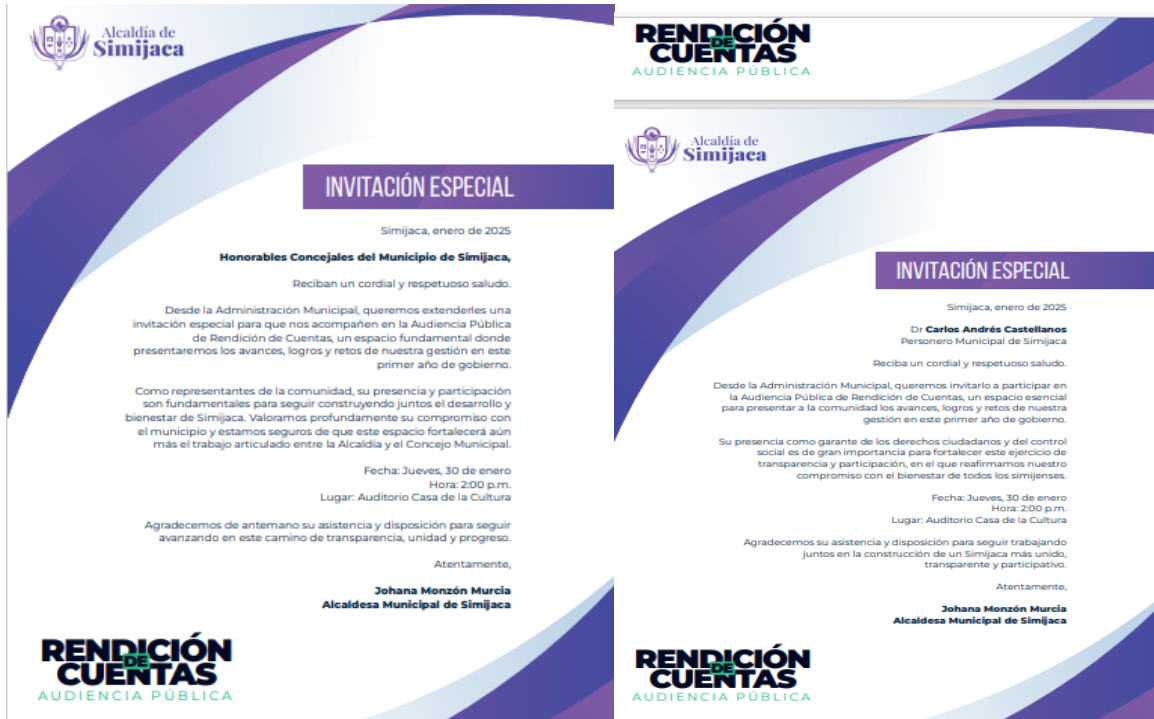 Alcaldía de
Simijaca
INVITACIÓN ESPECIAL
Simijaca, enero de 2025
Honorables Concejales del Municipio de Simijaca,
Reciban un cordial y respetuoso saludo.
Desde la Administración Municipal, queremos extenderles una
invitación especial para que nos acompañen en la Audiencia Pública
de Rendición de Cuentas, un espacio fundamental donde
presentaremos los avances, logros y retos de nuestra gestión en este
primer año de gobierno.
Como representantes de la comunidad, su presencia y participación
son fundamentales para seguir construyendo juntos el desarrollo y
bienestar de Simijaca. Valoramos profundamente su compromiso con
el municipio y estamos seguros de que este espacio fortalecerá aún
más el trabajo articulado entre la Alcaldía y el Concejo Municipal.
Fecha: Jueves, 30 de enero
Hora: 2:00 p.m.
Lugar: Auditorio Casa de la Cultura
Agradecemos de antemano su asistencia y disposición para seguir
avanzando en este camino de transparencia, unidad y progreso.
Atentamente,
Johana Monzón Murcia
Alcaldesa Municipal de Simijaca
RENDICIÓN
DE
CUENTAS
AUDIENCIA PÚBLICA
RENDICIÓN
DE
CUENTAS
AUDIENCIA PÚBLICA
Alcaldía de
Simijaca
INVITACIÓN ESPECIAL
Simijaca, enero de 2025
Dr Carlos Andrés Castellanos
Personero Municipal de Simijaca
Reciba un cordial y respetuoso saludo.
Desde la Administración Municipal, queremos invitarlo a participar en
la Audiencia Pública de Rendición de Cuentas, un espacio esencial
para presentar a la comunidad los avances, logros y retos de nuestra
gestión en este primer año de gobierno.
Su presencia como garante de los derechos ciudadanos y del control
social es de gran importancia para fortalecer este ejercicio de
transparencia y participación, en el que reafirmamos nuestro
compromiso con el bienestar de todos los simijenses.
Fecha: Jueves, 30 de enero
Hora: 2:00 p.m.
Lugar: Auditorio Casa de la Cultura
Agradecemos su asistencia y disposición para seguir trabajando
juntos en la construcción de un Simijaca más unido,
transparente y participativo.
Atentamente,
Johana Monzón Murcia
Alcaldesa Municipal de Simijaca
RENDICIÓN
DE
CUENTAS
AUDIENCIA PÚBLICA